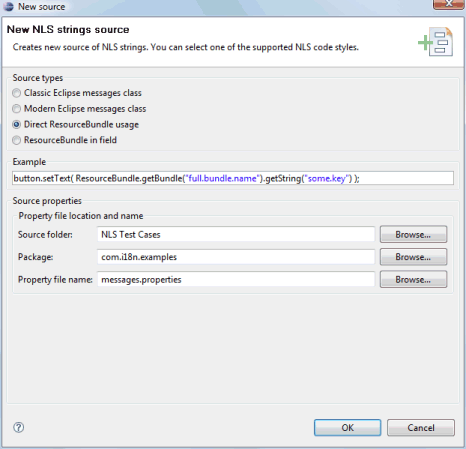 New source
New NLS strings source
Creates new source of NLS strings. You can select one of the supported NLS code styles.
Source types
Classic Eclipse messages class
Modern Eclipse messages class
Direct ResourceBundle usage
ResourceBundle in field
Example
button.setText( ResourceBundle.getBundle("full.bundle.name").getString("some.key") );
Source properties
Property file location and name
Source folder: NLS Test Cases Browse...
Package: com.i18n.examples Browse...
Property file name: messages.properties Browse...
? OK Cancel